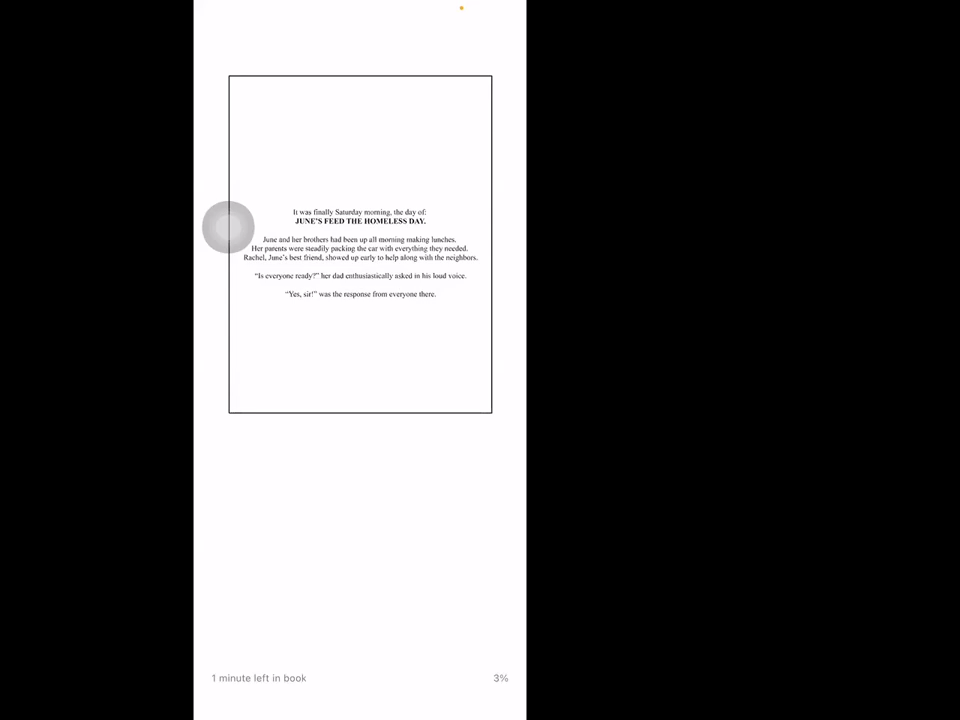 It was finally Saturday morning, the day of:
JUNE'S FEED THE HOMELESS DAY.
June and her brothers had been up all morning making lunches.
Her parents were steadily packing the car with everything they needed.
Rachel, June's best friend, showed up early to help along with the neighbors.
“Is everyone ready?” her dad enthusiastically asked in his loud voice.
“Yes, sir!” was the response from everyone there.
1 minute left in book
3%